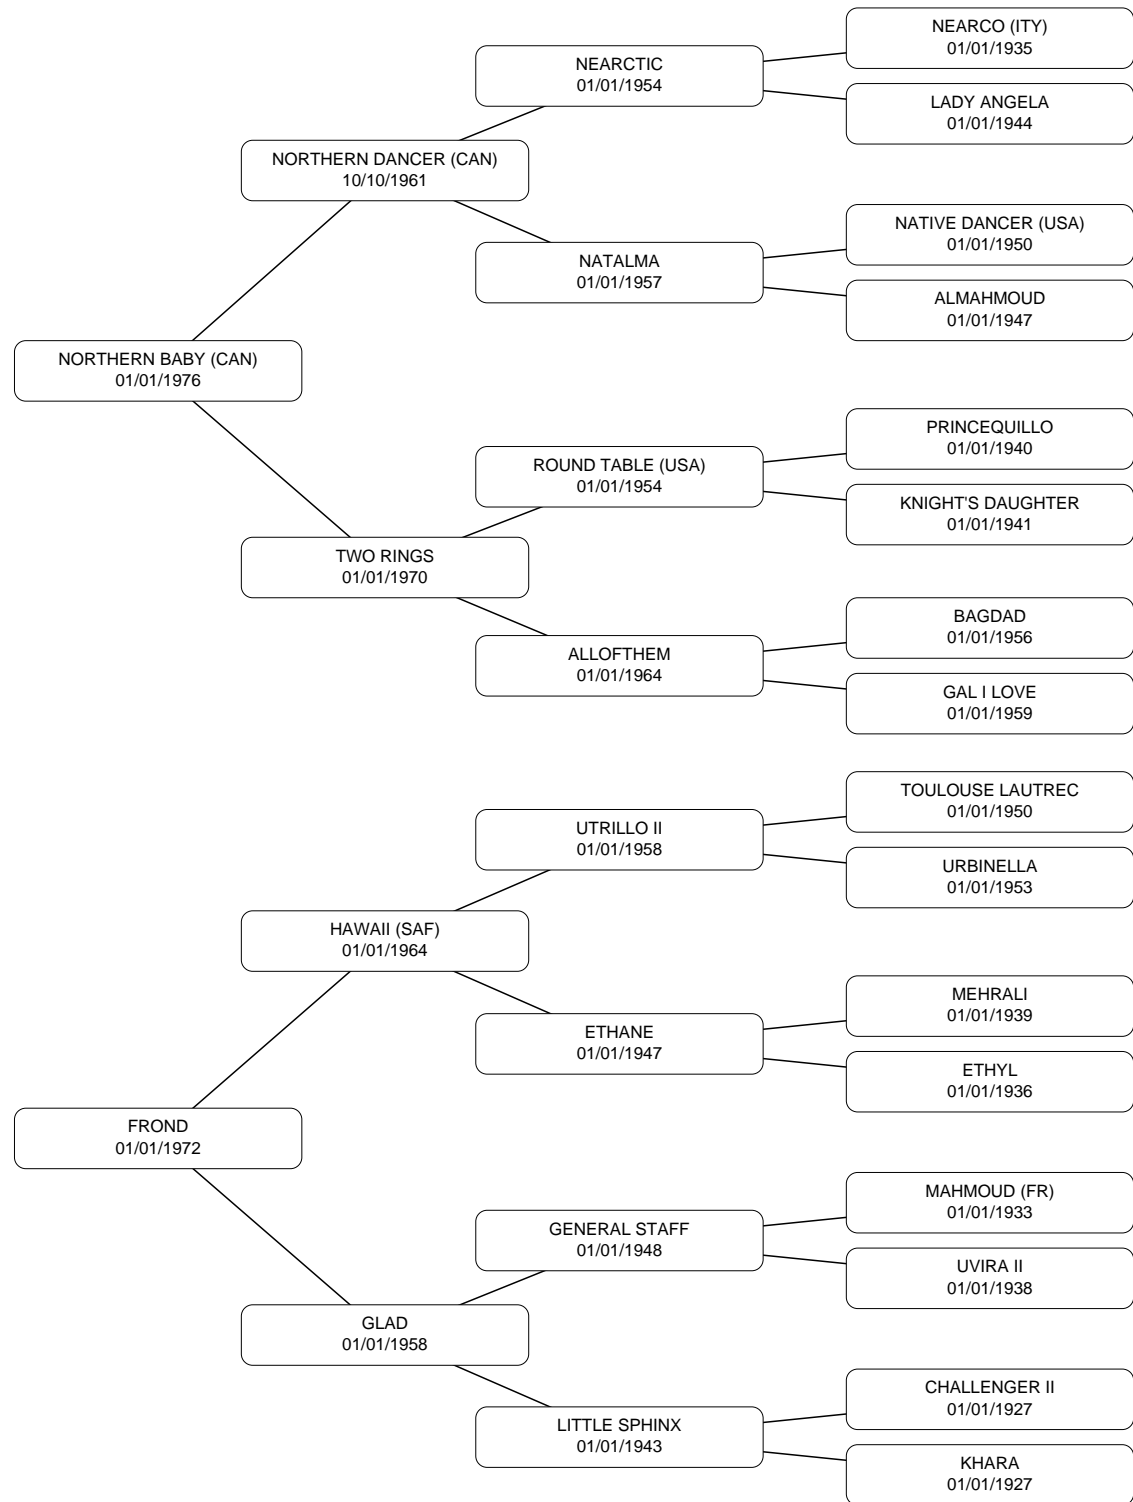 NEARCO (ITY)
01/01/1935
NEARCTIC
01/01/1954
LADY ANGELA
01/01/1944
NORTHERN DANCER (CAN)
10/10/1961
NATIVE DANCER (USA)
01/01/1950
NATALMA
01/01/1957
ALMAHMOUD
01/01/1947
NORTHERN BABY (CAN)
01/01/1976
PRINCEQUILLO
01/01/1940
ROUND TABLE (USA)
01/01/1954
KNIGHT'S DAUGHTER
01/01/1941
TWO RINGS
01/01/1970
BAGDAD
01/01/1956
ALLOFTHEM
01/01/1964
GAL I LOVE
01/01/1959
TOULOUSE LAUTREC
01/01/1950
UTRILLO II
01/01/1958
URBINELLA
01/01/1953
HAWAII (SAF)
01/01/1964
MEHRALI
01/01/1939
ETHANE
01/01/1947
ETHYL
01/01/1936
FROND
01/01/1972
MAHMOUD (FR)
01/01/1933
GENERAL STAFF
01/01/1948
UVIRA II
01/01/1938
GLAD
01/01/1958
CHALLENGER II
01/01/1927
LITTLE SPHINX
01/01/1943
KHARA
01/01/1927